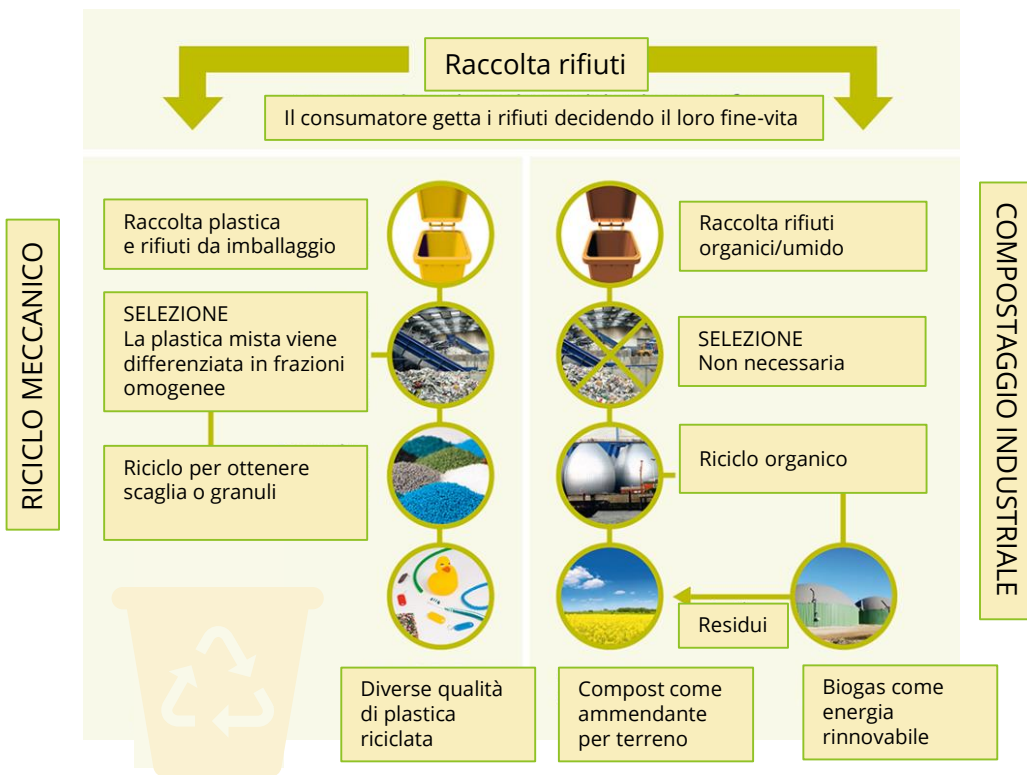 Raccolta rifiuti
Il consumatore getta i rifiuti decidendo il loro fine-vita
RICICLO MECCANICO
Raccolta plastica
e rifiuti da imballaggio
SELEZIONE
La plastica mista viene
differenziata in frazioni
omogenee
Riciclo per ottenere
scaglia o granuli
Diverse qualità
di plastica
riciclata
Raccolta rifiuti
organici/umido
SELEZIONE
Non necessaria
Riciclo organico
Residui
Compost come
ammendante
per terreno
Biogas come
energia
rinnovabile
COMPOSTAGGIO INDUSTRIALE